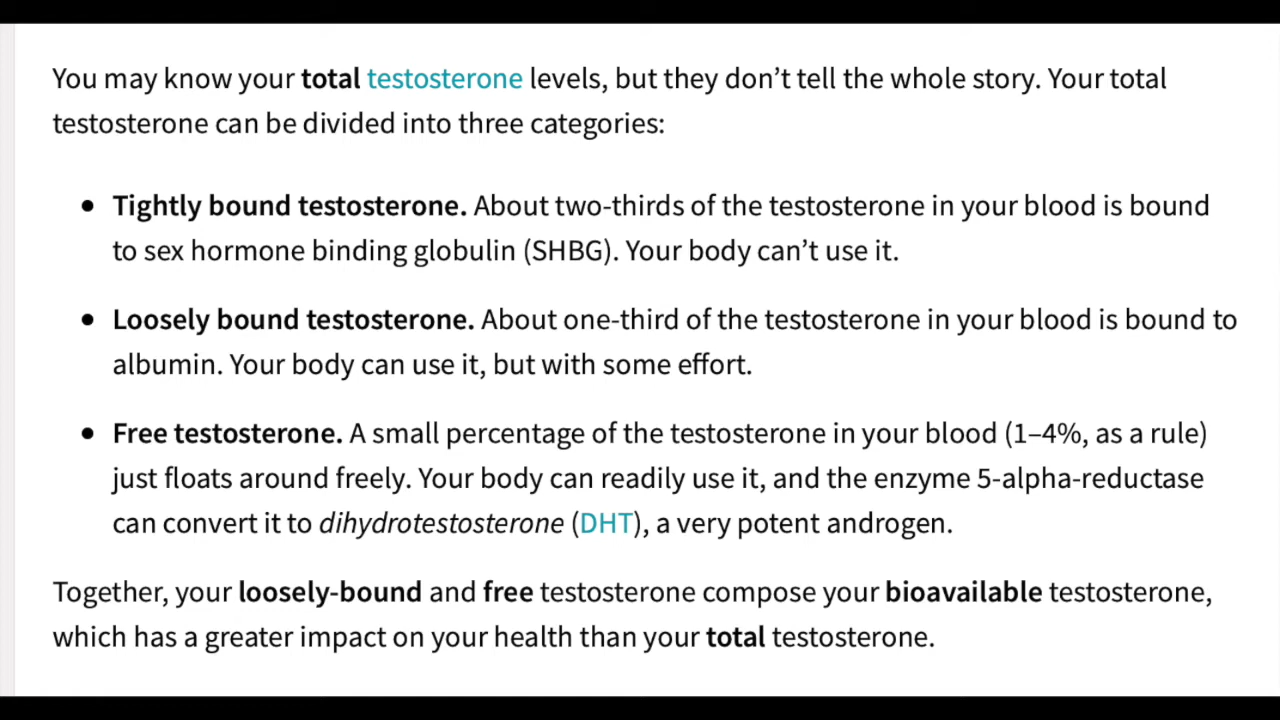 You may know your total testosterone levels, but they don’t tell the whole story. Your total
testosterone can be divided into three categories:
• Tightly bound testosterone. About two-thirds of the testosterone in your blood is bound
to sex hormone binding globulin (SHBG). Your body can’t use it.
• Loosely bound testosterone. About one-third of the testosterone in your blood is bound to
albumin. Your body can use it, but with some effort.
• Free testosterone. A small percentage of the testosterone in your blood (1–4%, as a rule)
just floats around freely. Your body can readily use it, and the enzyme 5-alpha-reductase
can convert it to dihydrotestosterone (DHT), a very potent androgen.
Together, your loosely-bound and free testosterone compose your bioavailable testosterone,
which has a greater impact on your health than your total testosterone.